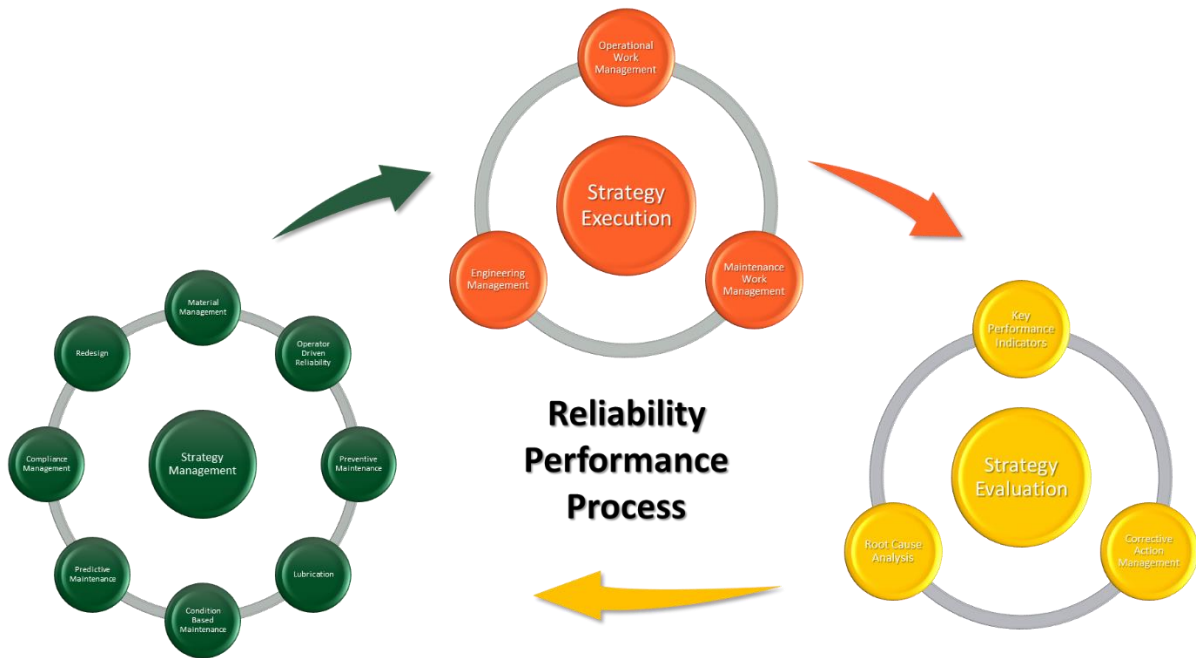 Operational
Work
Management
Strategy
Execution
Engineering
Management
Maintenance
Work
Management
Material
Management
Redesign
Operator
Driven
Reliability
Compliance
Management
Strategy
Management
Preventive
Maintenance
Predictive
Maintenance
Lubrication
Condition
Based
Maintenance
Reliability
Performance
Process
Key
Performance
Indicators
Strategy
Evaluation
Root Cause
Analysis
Corrective
Action
Management